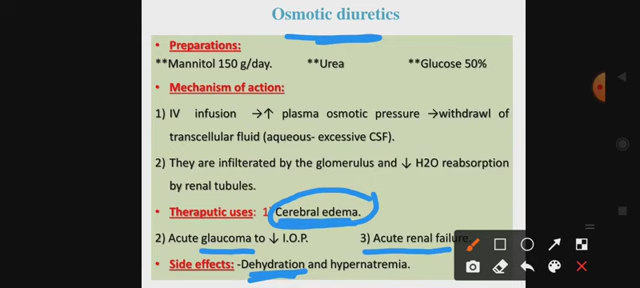 Osmotic diuretics
• Preparations:
**Mannitol 150 g/day. **Urea **Glucose 50%
• Mechanism of action:
1) IV infusion →↑ plasma osmotic pressure →withdrawl of
transcellular fluid (aqueous- excessive CSF).
2) They are infilterated by the glomerulus and ↓ H2O reabsorption
by renal tubules.
• Theraputic uses: 1) Cerebral edema.
2) Acute glaucoma to ↓ I.O.P. 3) Acute renal failure.
• Side effects: -Dehydration and hypernatremia.